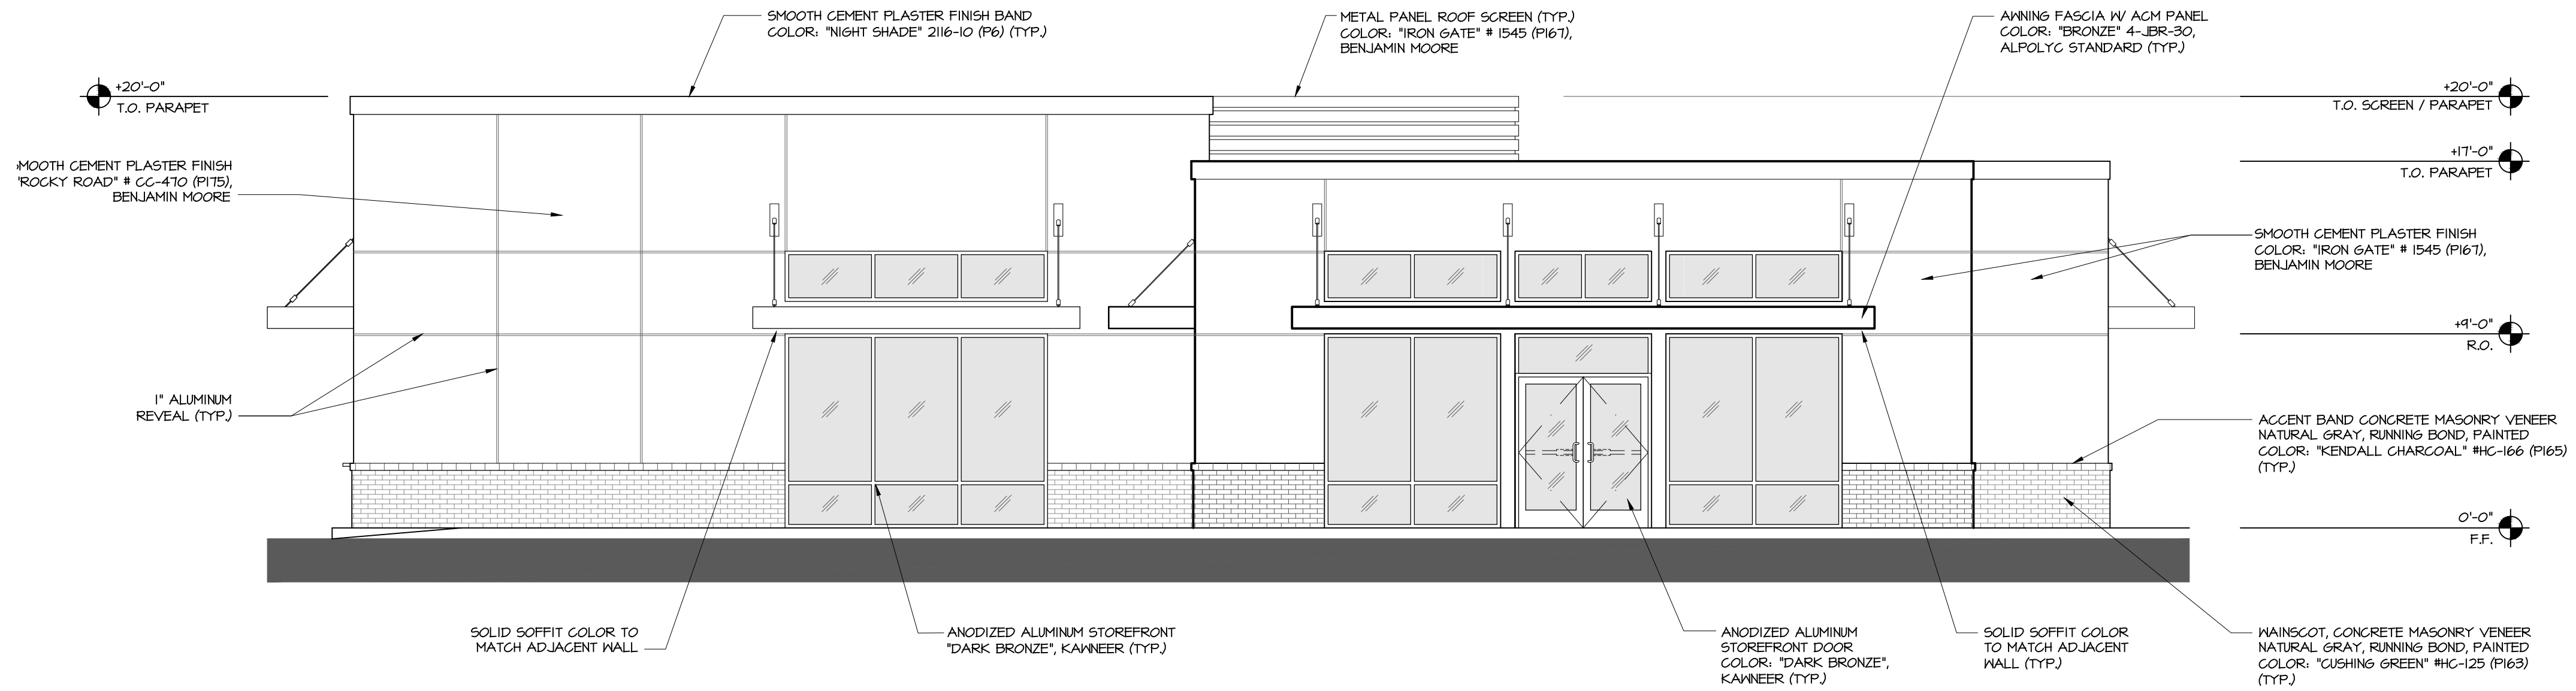 SMOOTH CEMENT PLASTER FINISH BAND
COLOR: "NIGHT SHADE" 2116-10 (P6) (TYP.)
METAL PANEL ROOF SCREEN (TYP.)
COLOR: "IRON GATE" # 1545 (P167),
BENJAMIN MOORE
AWNING FASCIA W/ ACM PANEL
COLOR: "BRONZE" 4-JBR-30,
ALPOLYC STANDARD (TYP.)
+20'-0"
T.O. PARAPET
+20'-0"
T.O. SCREEN / PARAPET
+17'-0"
T.O. PARAPET
MOOTH CEMENT PLASTER FINISH
"ROCKY ROAD" # CC-470 (P175),
BENJAMIN MOORE
SMOOTH CEMENT PLASTER FINISH
COLOR: "IRON GATE" # 1545 (P167),
BENJAMIN MOORE
+9'-0"
R.O.
1" ALUMINUM
REVEAL (TYP.)
ACCENT BAND CONCRETE MASONRY VENEER
NATURAL GRAY, RUNNING BOND, PAINTED
COLOR: "KENDALL CHARCOAL" #HC-166 (P165)
(TYP.)
0'-0"
F.F.
SOLID SOFFIT COLOR TO
MATCH ADJACENT WALL
ANODIZED ALUMINUM STOREFRONT
"DARK BRONZE", KAWNEER (TYP.)
ANODIZED ALUMINUM
STOREFRONT DOOR
COLOR: "DARK BRONZE",
KAWNEER (TYP.)
SOLID SOFFIT COLOR
TO MATCH ADJACENT
WALL (TYP.)
WAINSCOT, CONCRETE MASONRY VENEER
NATURAL GRAY, RUNNING BOND, PAINTED
COLOR: "CUSHING GREEN" #HC-125 (P163)
(TYP.)